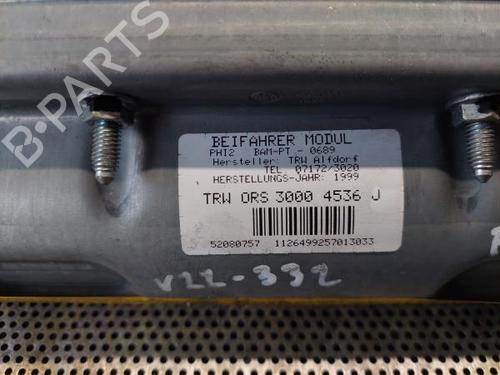 B-PARTS
BEIFAHRER MODUL
PHI2 BAM-PT - 0689
Hersteller: TRW Alfdorf
TEL 07172/3020
HERSTELLUNGS-JAHR: 1999
TRW ORS 3000 4536 J
52080757 1126499257013033
V22-332